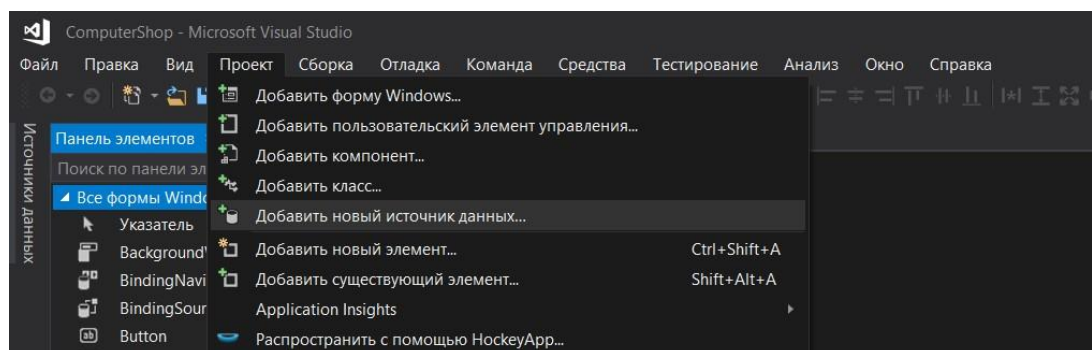 ComputerShop - Microsoft Visual Studio
Файл Правка Вид Проект Сборка Отладка Команда Средства Тестирование Анализ Окно Справка
Источники данных
Панель элементов
Поиск по панели эл
Все формы Windo
Указатель
Background
BindingNavi
BindingSour
Button
Добавить форму Windows...
Добавить пользовательский элемент управления...
Добавить компонент...
Добавить класс...
Добавить новый источник данных...
Добавить новый элемент... Ctrl+Shift+A
Добавить существующий элемент... Shift+Alt+A
Application Insights
Распространить с помощью HockeyApp...